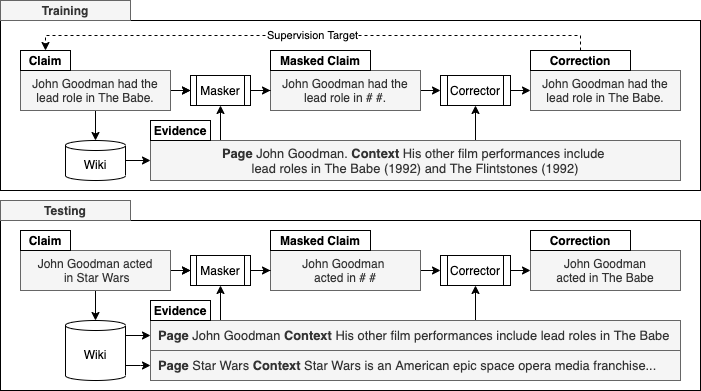 Training
Supervision Target
Claim
Masked Claim
Correction
John Goodman had the
lead role in The Babe.
Masker
John Goodman had the
lead role in # #.
Corrector
John Goodman had the
lead role in The Babe.
Evidence
Wiki
Page John Goodman. Context His other film performances include
lead roles in The Babe (1992) and The Flintstones (1992)
Testing
Claim
Masked Claim
Correction
John Goodman acted
in Star Wars
Masker
John Goodman
acted in # #
Corrector
John Goodman
acted in The Babe
Evidence
Wiki
Page John Goodman Context His other film performances include lead roles in The Babe
Page Star Wars Context Star Wars is an American epic space opera media franchise...